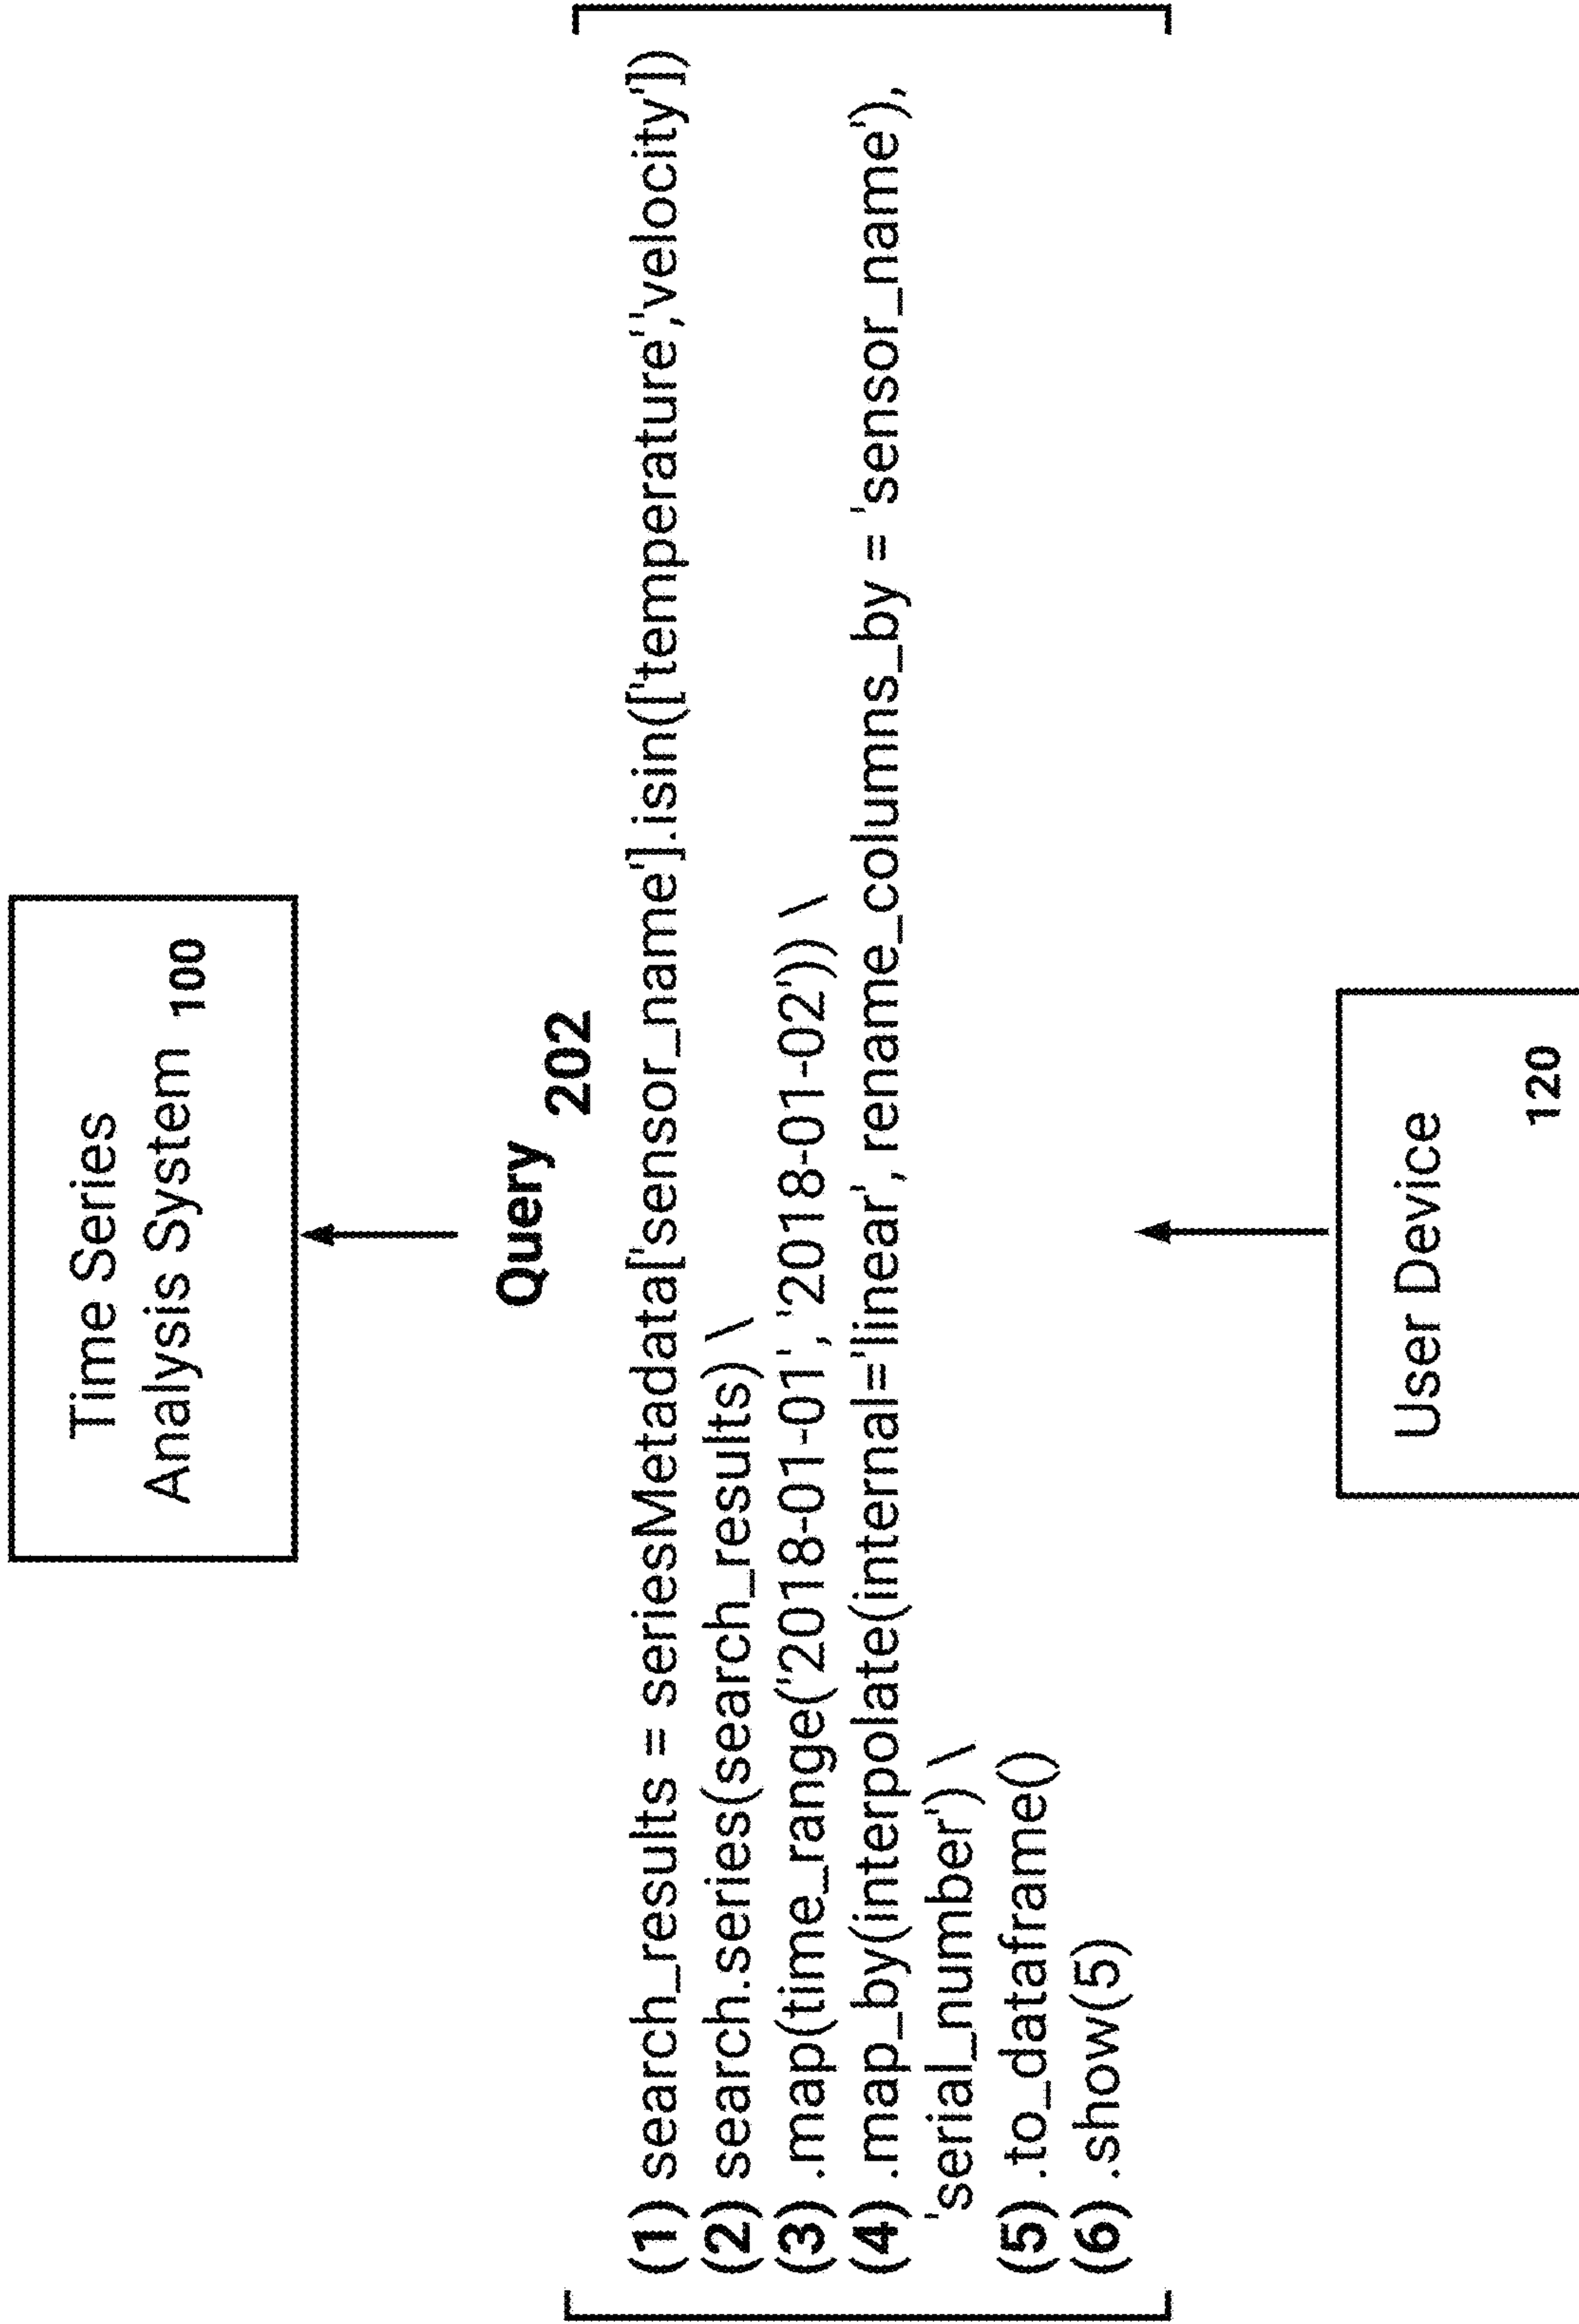 Time Series
Analysis System 100
Query 202
(1) search_results = seriesMetadata['sensor_name'].isin(['temperature','velocity'])
(2) search.series(search_results) \
(3) .map(time_range('2018-01-01', '2018-01-02')) \
(4) .map_by(interpolate(internal='linear', rename_columns_by = 'sensor_name'),
'serial_number') \
(5) .to_dataframe()
(6) .show(5)
User Device
120